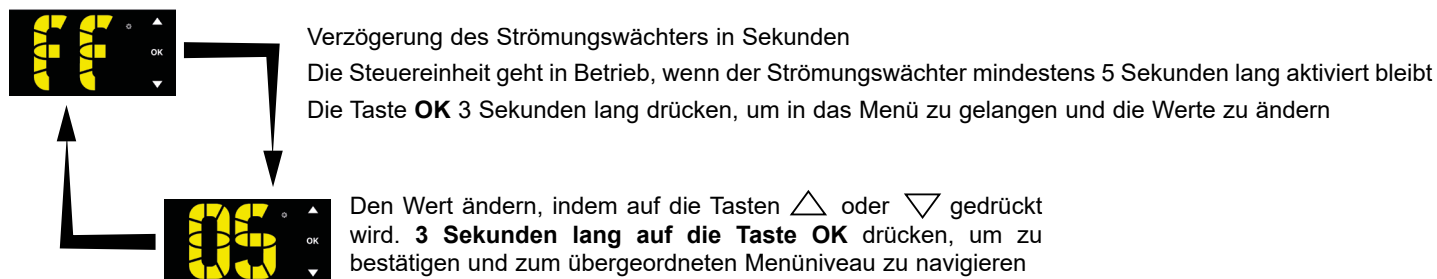 FF
OK
Verzögerung des Strömungswächters in Sekunden
Die Steuereinheit geht in Betrieb, wenn der Strömungswächter mindestens 5 Sekunden lang aktiviert bleibt
Die Taste OK 3 Sekunden lang drücken, um in das Menü zu gelangen und die Werte zu ändern
05
OK
Den Wert ändern, indem auf die Tasten △ oder ▽ gedrückt
wird. 3 Sekunden lang auf die Taste OK drücken, um zu
bestätigen und zum übergeordneten Menüniveau zu navigieren